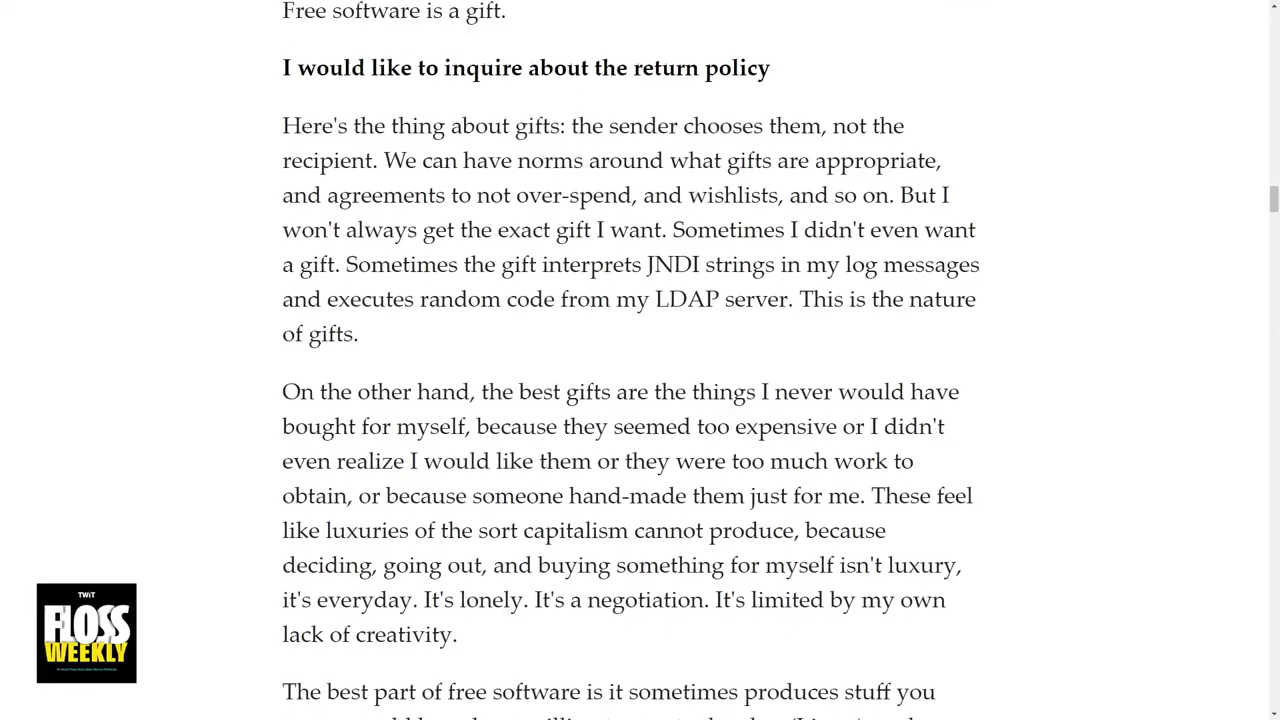 Free software is a gift.
I would like to inquire about the return policy
Here's the thing about gifts: the sender chooses them, not the
recipient. We can have norms around what gifts are appropriate,
and agreements to not over-spend, and wishlists, and so on. But I
won't always get the exact gift I want. Sometimes I didn't even want
a gift. Sometimes the gift interprets JNDI strings in my log messages
and executes random code from my LDAP server. This is the nature
of gifts.
On the other hand, the best gifts are the things I never would have
bought for myself, because they seemed too expensive or I didn't
even realize I would like them or they were too much work to
obtain, or because someone hand-made them just for me. These feel
like luxuries of the sort capitalism cannot produce, because
deciding, going out, and buying something for myself isn't luxury,
it's everyday. It's lonely. It's a negotiation. It's limited by my own
lack of creativity.
The best part of free software is it sometimes produces stuff you
TWiT
FLOSS
WEEKLY